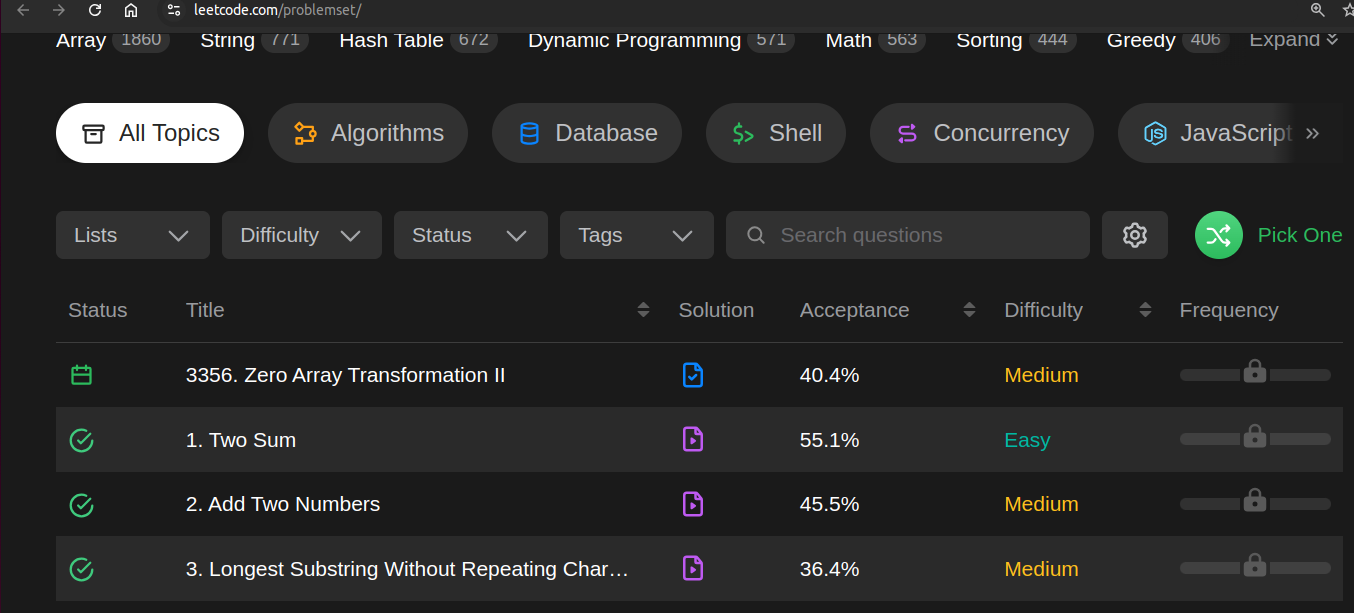 leetcode.com/problemset/
Array 1860 String 771 Hash Table 672 Dynamic Programming 571 Math 563 Sorting 444 Greedy 406 Expand
All Topics Algorithms Database Shell Concurrency JavaScript
Lists Difficulty Status Tags Search questions Pick One
Status Title Solution Acceptance Difficulty Frequency
3356. Zero Array Transformation II 40.4% Medium
1. Two Sum 55.1% Easy
2. Add Two Numbers 45.5% Medium
3. Longest Substring Without Repeating Char… 36.4% Medium